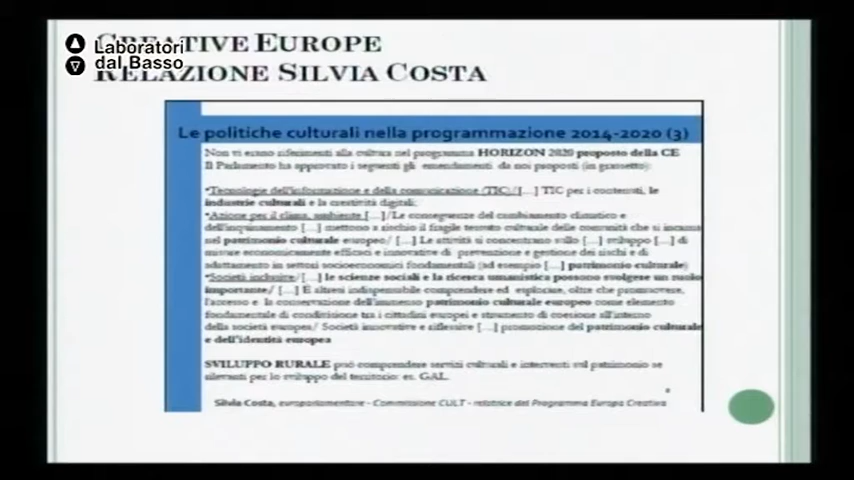 CREATIVE EUROPE
RELAZIONE SILVIA COSTA
Laboratori
dal Basso
Le politiche culturali nella programmazione 2014-2020 (3)
Non vi erano riferimenti alla cultura nel programma HORIZON 2020 proposto della CE
Il Parlamento ha approvato i seguenti gli emendamenti da noi proposti (in grassetto):
•Tecnologie dell'informazione e della comunicazione (TIC)/[...] TIC per i contenuti, le
industrie culturali e la creatività digitali;
•Azione per il clima, ambiente [...]/Le conseguenze del cambiamento climatico e
dell'inquinamento [...] mettono a rischio il fragile tessuto culturale delle comunità che si incarna
nel patrimonio culturale europeo/ [...] Le attività si concentrano sullo [...] sviluppo [...] di
misure economicamente efficaci e innovative di prevenzione e gestione dei rischi e di
adattamento in settori socioeconomici fondamentali (ad esempio [...] patrimonio culturale)
•Società inclusive/[...] le scienze sociali e la ricerca umanistica possono svolgere un ruolo
importante/ [...] È altresì indispensabile comprendere ed esplorare, oltre che promuovere,
l'accesso e la conservazione dell'immenso patrimonio culturale europeo come elemento
fondamentale di condivisione tra i cittadini europei e strumento di coesione all'interno
della società europea/ Società innovative e riflessive [...] promozione del patrimonio culturale
e dell'identità europea
SVILUPPO RURALE può comprendere servizi culturali e interventi sul patrimonio se
rilevanti per lo sviluppo del territorio: es. GAL.
Silvia Costa, europarlamentare - Commissione CULT - relatrice del Programma Europa Creativa